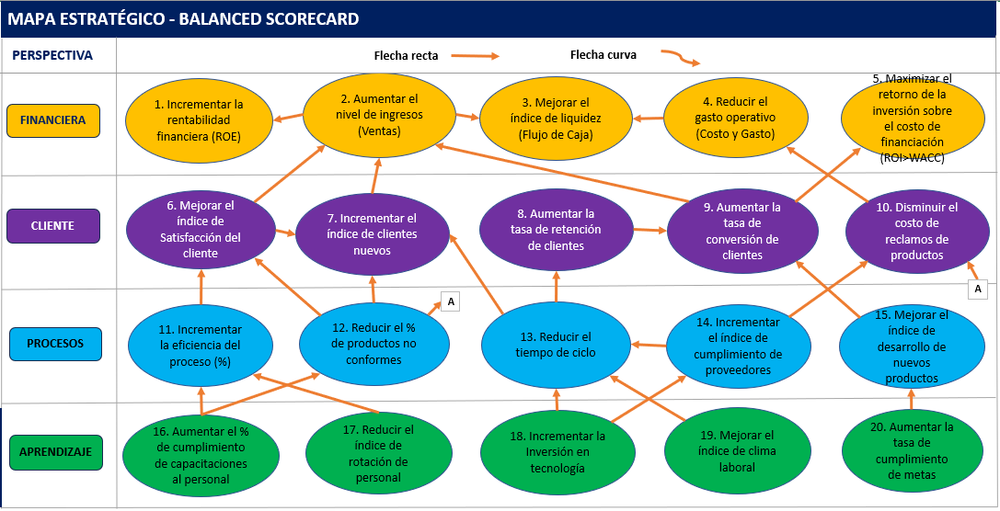 MAPA ESTRATÉGICO - BALANCED SCORECARD
PERSPECTIVA
Flecha recta
Flecha curva
FINANCIERA
1. Incrementar la
rentabilidad
financiera (ROE)
2. Aumentar el
nivel de ingresos
(Ventas)
3. Mejorar el
índice de liquidez
(Flujo de Caja)
4. Reducir el
gasto operativo
(Costo y Gasto)
5. Maximizar el
retorno de la
inversión sobre
el costo de
financiación
(ROI>WACC)
CLIENTE
6. Mejorar el
índice de
Satisfacción del
cliente
7. Incrementar el
índice de clientes
nuevos
8. Aumentar la
tasa de retención
de clientes
9. Aumentar la
tasa de
conversión de
clientes
10. Disminuir el
costo de
reclamos de
productos
A
A
PROCESOS
11. Incrementar
la eficiencia del
proceso (%)
12. Reducir el %
de productos no
conformes
13. Reducir el
tiempo de ciclo
14. Incrementar
el índice de
cumplimiento de
proveedores
15. Mejorar el
índice de
desarrollo de
nuevos
productos
APRENDIZAJE
16. Aumentar el %
de cumplimiento
de capacitaciones
al personal
17. Reducir el
índice de
rotación de
personal
18. Incrementar la
Inversión en
tecnología
19. Mejorar el
índice de clima
laboral
20. Aumentar la
tasa de
cumplimiento
de metas